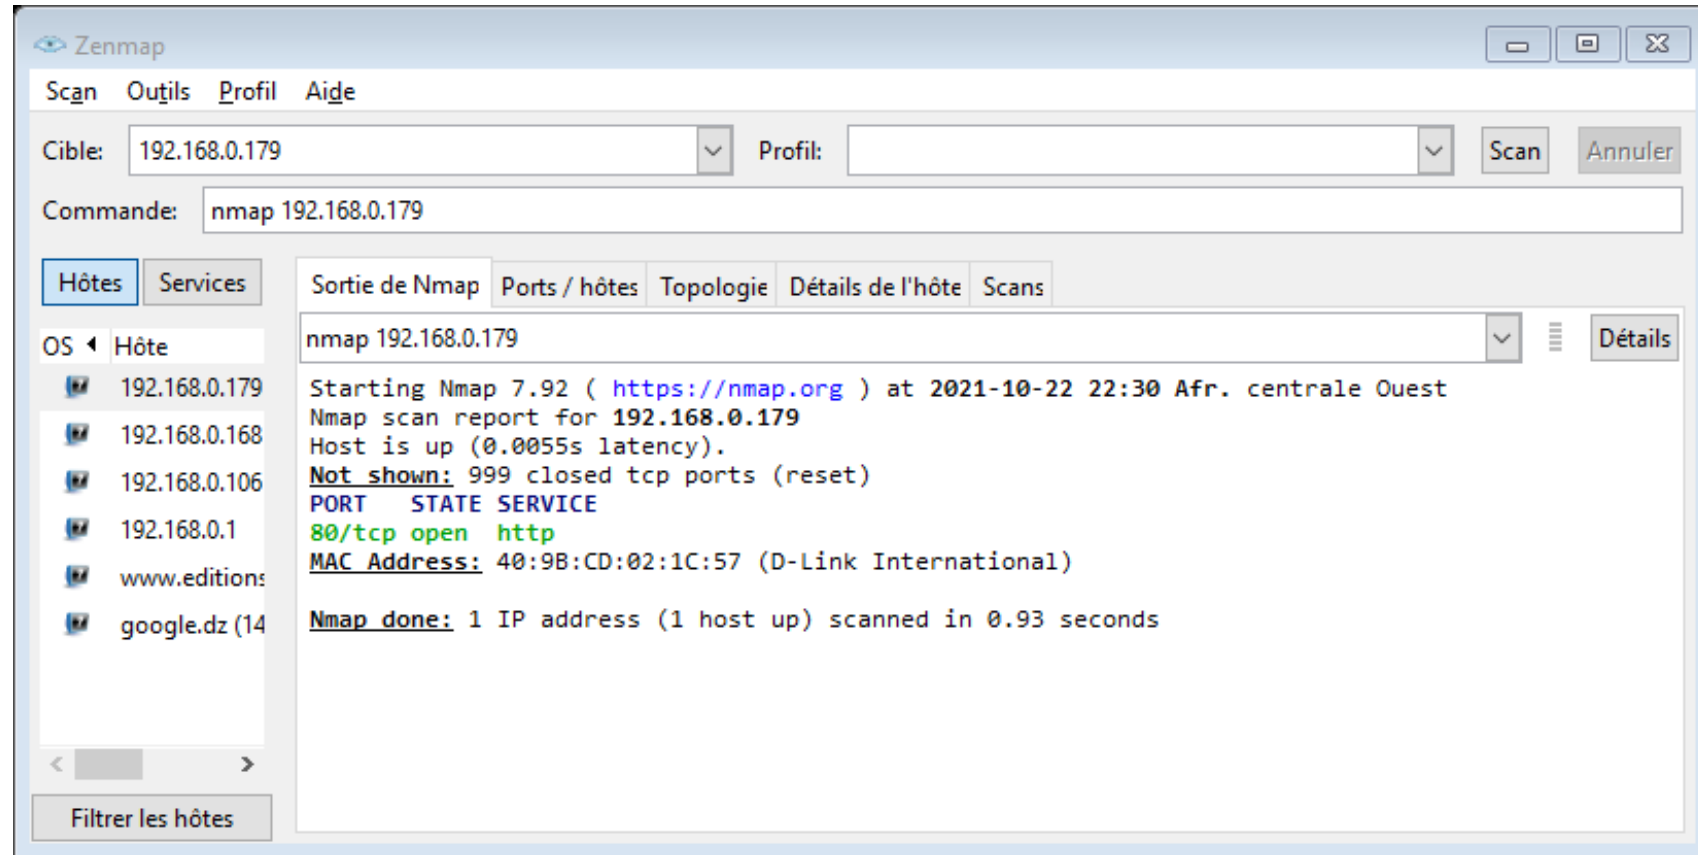 Zenmap
Scan Outils Profil Aide
Cible: 192.168.0.179 Profil: Scan Annuler
Commande: nmap 192.168.0.179
Hôtes Services
Sortie de Nmap Ports / hôtes Topologie Détails de l'hôte Scans
OS Hôte
192.168.0.179
192.168.0.168
192.168.0.106
192.168.0.1
www.editions
google.dz (14
Filtrer les hôtes
nmap 192.168.0.179 Détails
Starting Nmap 7.92 ( https://nmap.org ) at 2021-10-22 22:30 Afr. centrale Ouest
Nmap scan report for 192.168.0.179
Host is up (0.0055s latency).
Not shown: 999 closed tcp ports (reset)
PORT STATE SERVICE
80/tcp open http
MAC Address: 40:9B:CD:02:1C:57 (D-Link International)
Nmap done: 1 IP address (1 host up) scanned in 0.93 seconds